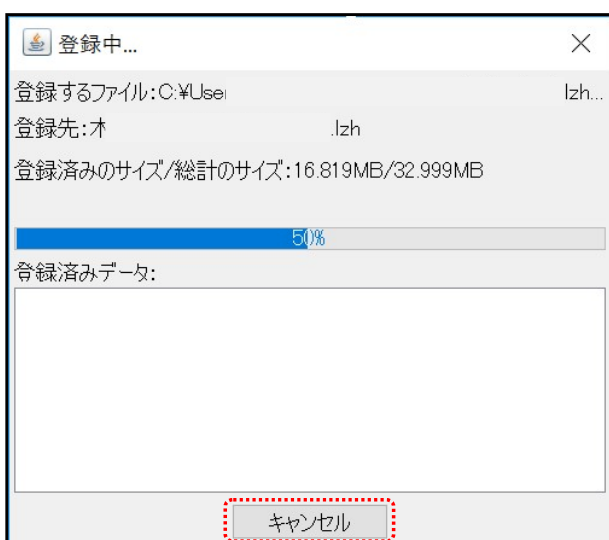 登録中...
登録するファイル:C:¥Use lzh...
登録先: .lzh
登録済みのサイズ/総計のサイズ:16.819MB/32.999MB
50%
登録済みデータ:
キャンセル